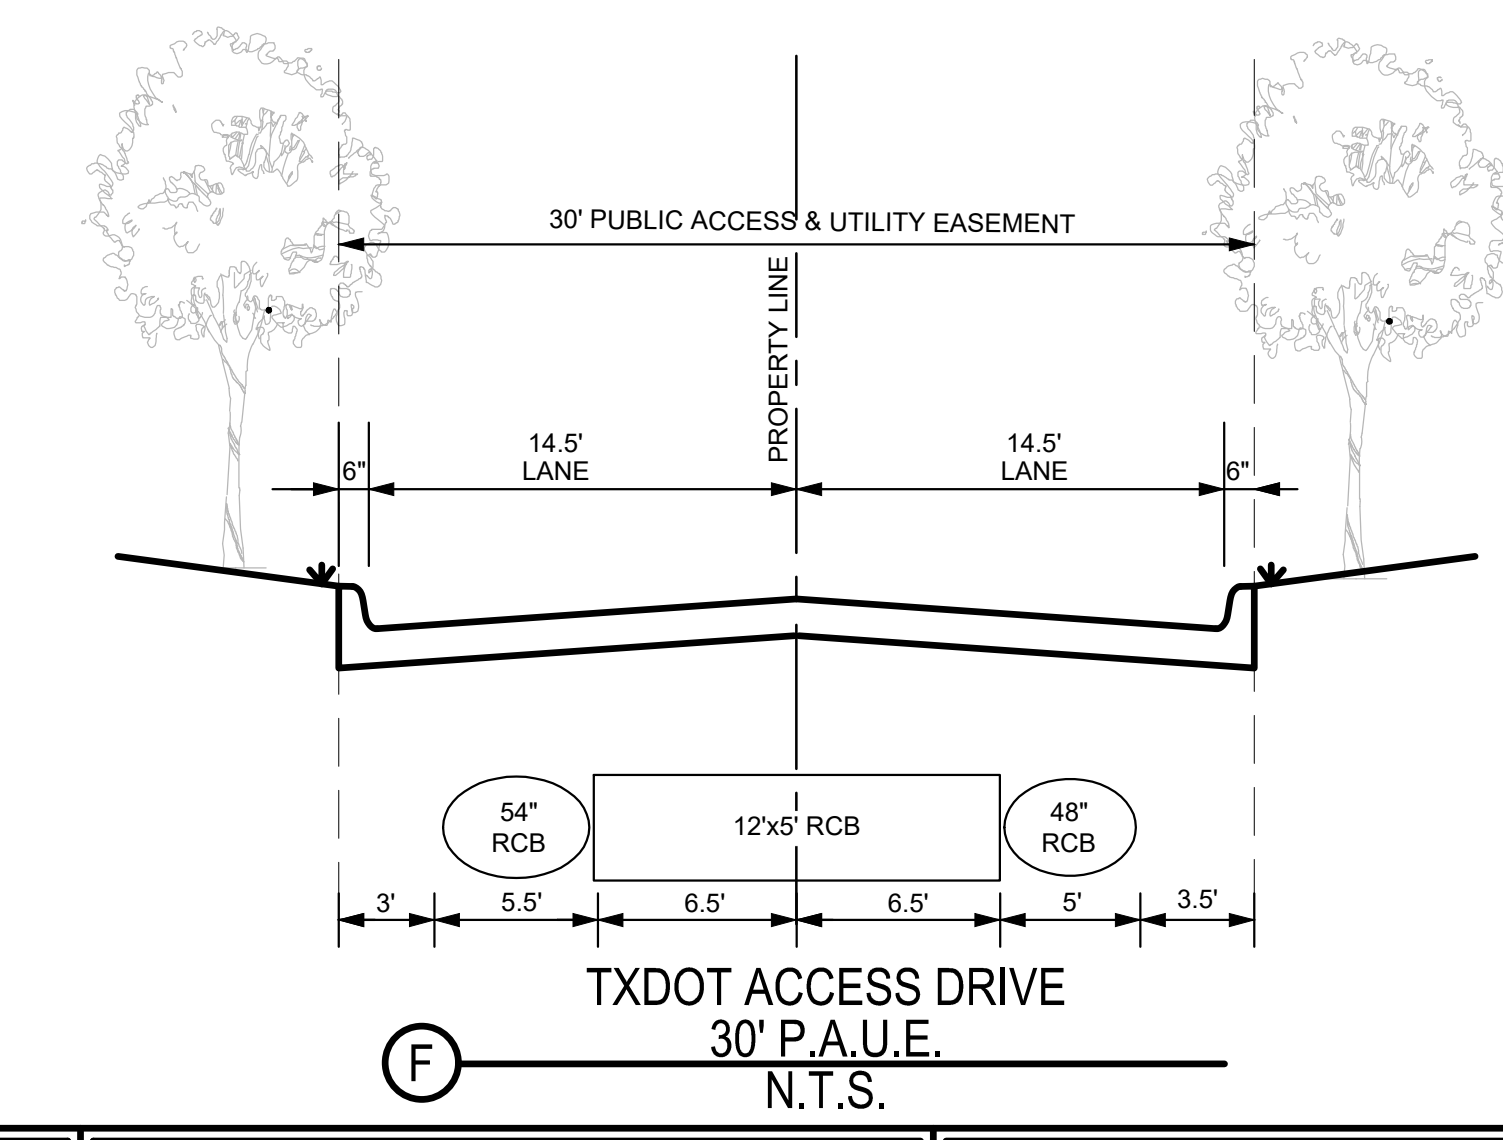 30' PUBLIC ACCESS & UTILITY EASEMENT
PROPERTY LINE
6"
14.5'
LANE
14.5'
LANE
6"
54"
RCB
12'x5' RCB
48"
RCB
3'
5.5'
6.5'
6.5'
5'
3.5'
TXDOT ACCESS DRIVE
30' P.A.U.E.
F
N.T.S.